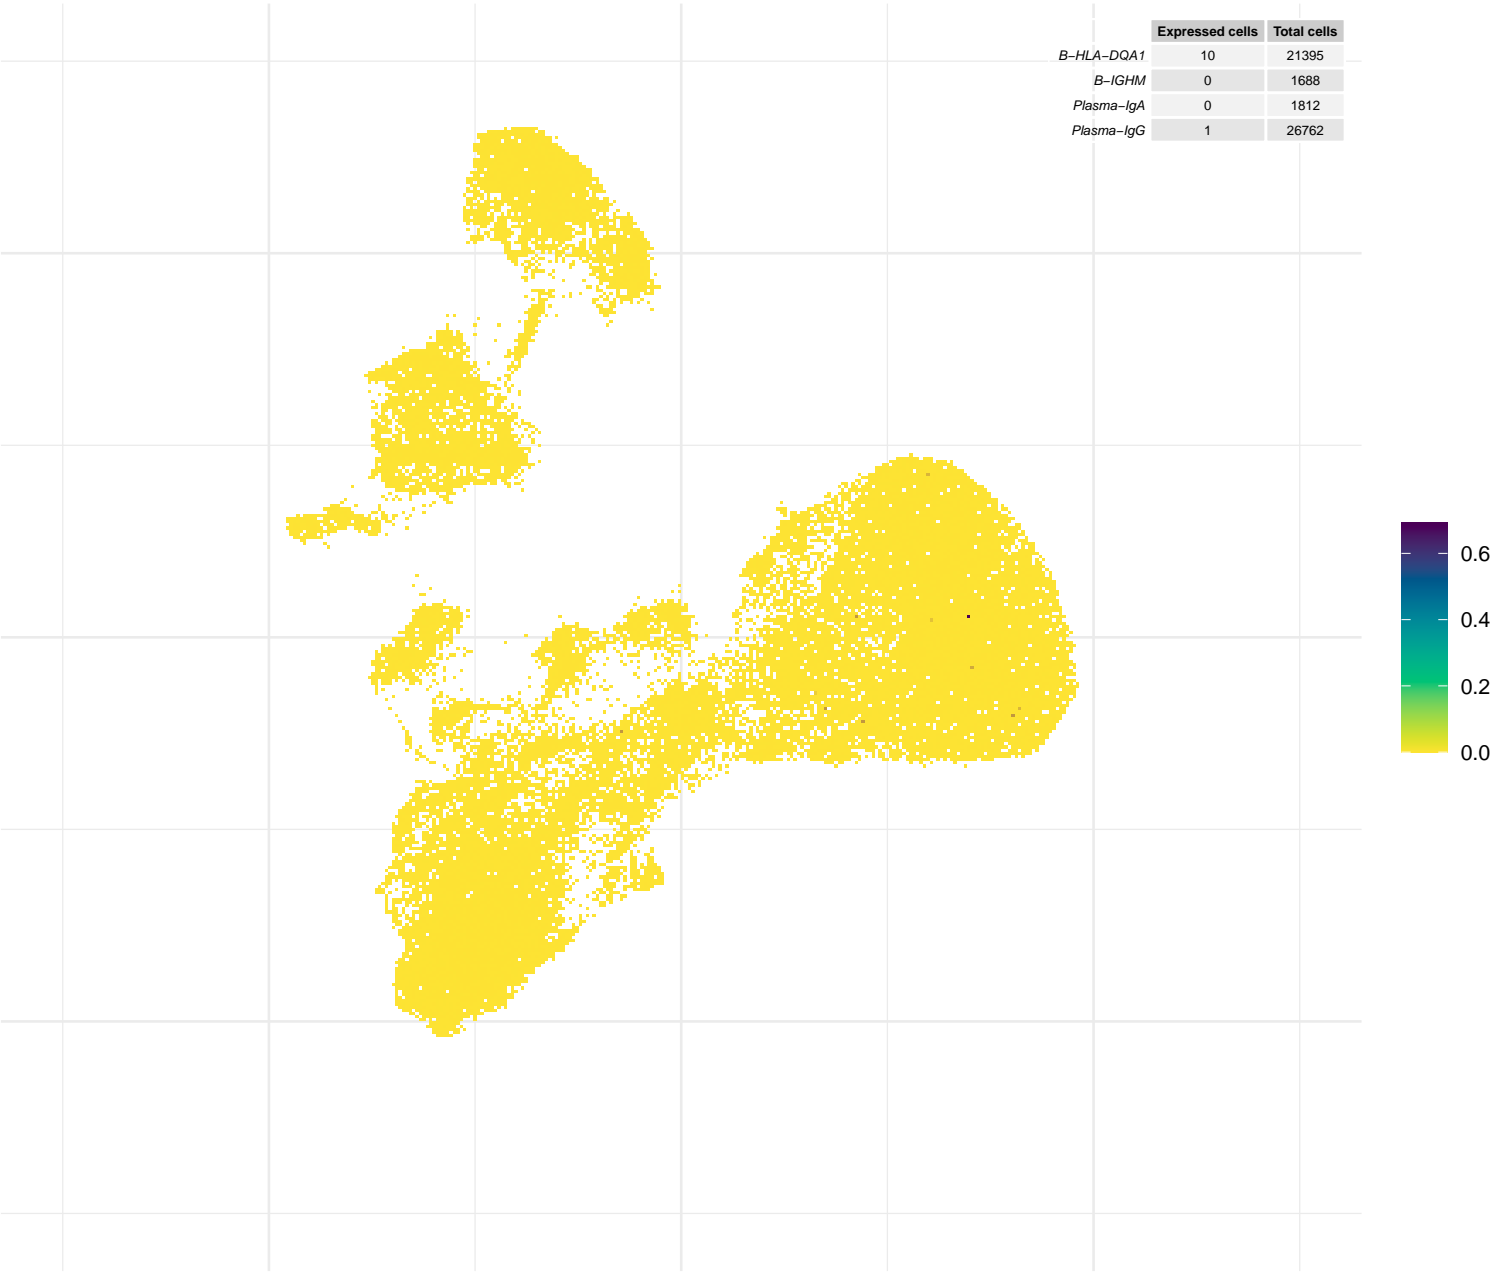 Expressed cells Total cells
B−HLA−DQA1 10 21395
B−IGHM 0 1688
Plasma−IgA 0 1812
Plasma−IgG 1 26762
0.6
0.4
0.2
0.0